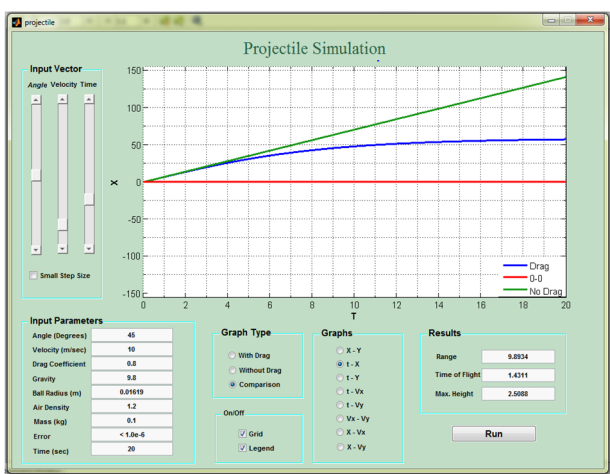 projectile
Projectile Simulation
Input Vector
Angle Velocity Time
Small Step Size
150
100
50
0
-50
-100
-150
X
0 2 4 6 8 10 12 14 16 18 20
T
Drag
0-0
No Drag
Input Parameters
Angle (Degrees) 45
Velocity (m/sec) 10
Drag Coefficient 0.8
Gravity 9.8
Ball Radius (m) 0.01619
Air Density 1.2
Mass (kg) 0.1
Error < 1.0e-6
Time (sec) 20
Graph Type
With Drag
Without Drag
Comparison
On/Off
Grid
Legend
Graphs
X - Y
t - X
t - Y
t - Vx
t - Vy
Vx - Vy
X - Vx
X - Vy
Results
Range 9.8934
Time of Flight 1.4311
Max. Height 2.5088
Run